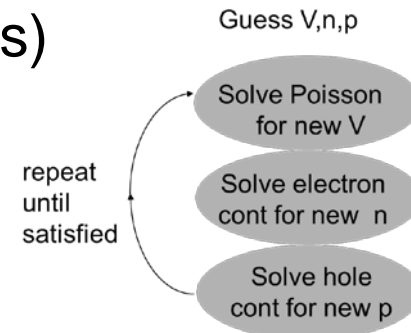 s)
Guess V,n,p
Solve Poisson
for new V
repeat
until
satisfied
Solve electron
cont for new n
Solve hole
cont for new p